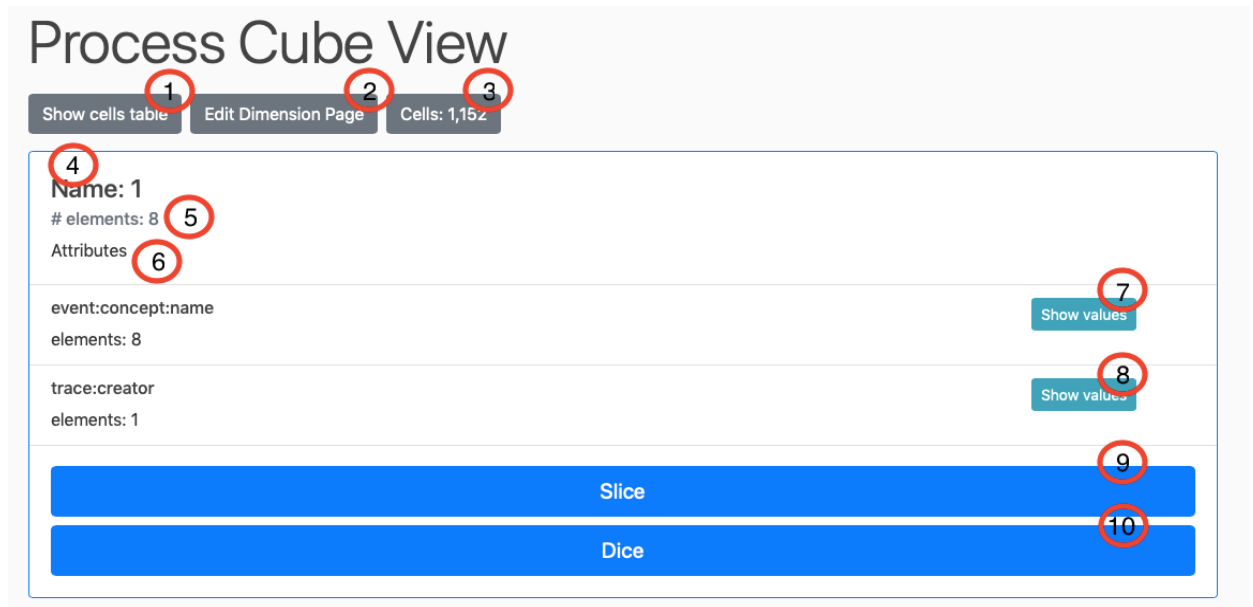 Process Cube View
1 2 3
Show cells table Edit Dimension Page Cells: 1,152
4
Name: 1
# elements: 8 5
Attributes 6
event:concept:name 7
Show values
elements: 8
trace:creator 8
Show values
elements: 1
9
Slice
10
Dice